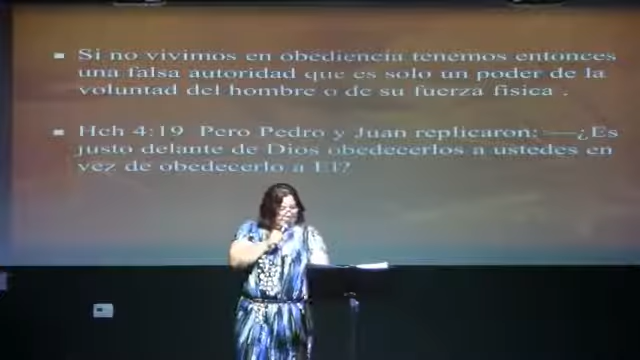 Si no vivimos en obediencia tenemos entonces
una falsa autoridad que es solo un poder de la
voluntad del hombre o de su fuerza fisica .
Hch 4:19 Pero Pedro y Juan replicaron: —¿Es
justo delante de Dios obedecerlos a ustedes en
vez de obedecerlo a El?